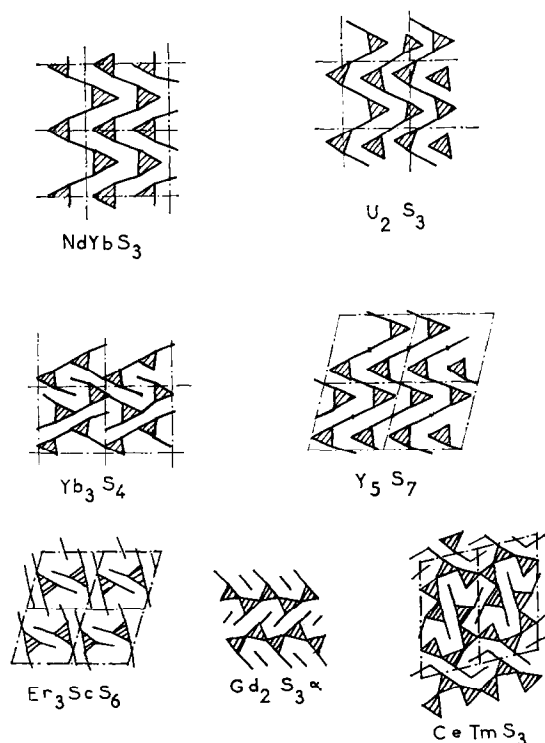 NdYbS₃
U₂S₃
Yb₃S₄
Y₅S₇
Er₃ScS₆
Gd₂S₃α
CeTmS₃